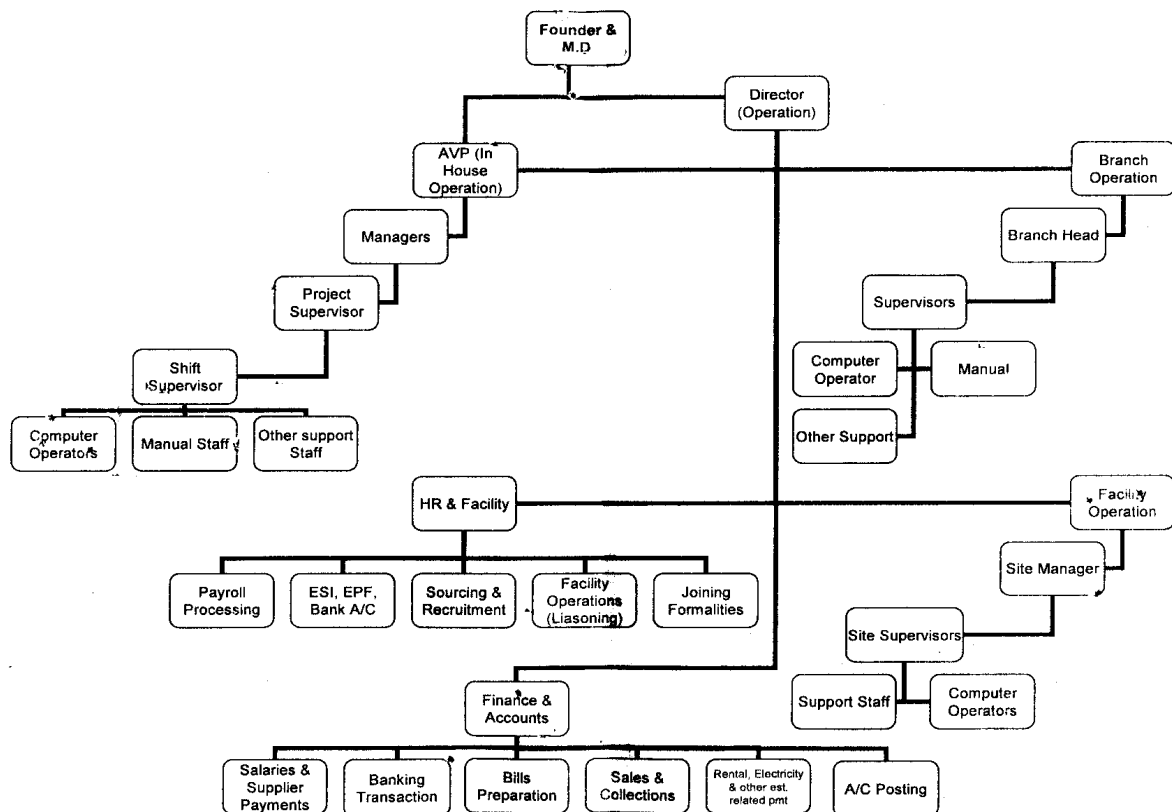 Founder &
M.D
Director
(Operation)
AVP (In
House
Operation)
Branch
Operation
Managers
Branch Head
Project
Supervisor
Supervisors
Shift
Supervisor
Computer
Operator
Manual
Computer
Operators
Manual Staff
Other support
Staff
Other Support
HR & Facility
Facility
Operation
Site Manager
Payroll
Processing
ESI, EPF,
Bank A/C
Sourcing &
Recruitment
Facility
Operations
(Liasoning)
Joining
Formalities
Site Supervisors
Support Staff
Computer
Operators
Finance &
Accounts
Salaries &
Supplier
Payments
Banking
Transaction
Bills
Preparation
Sales &
Collections
Rental, Electricity
& other est.
related pmt
A/C Posting